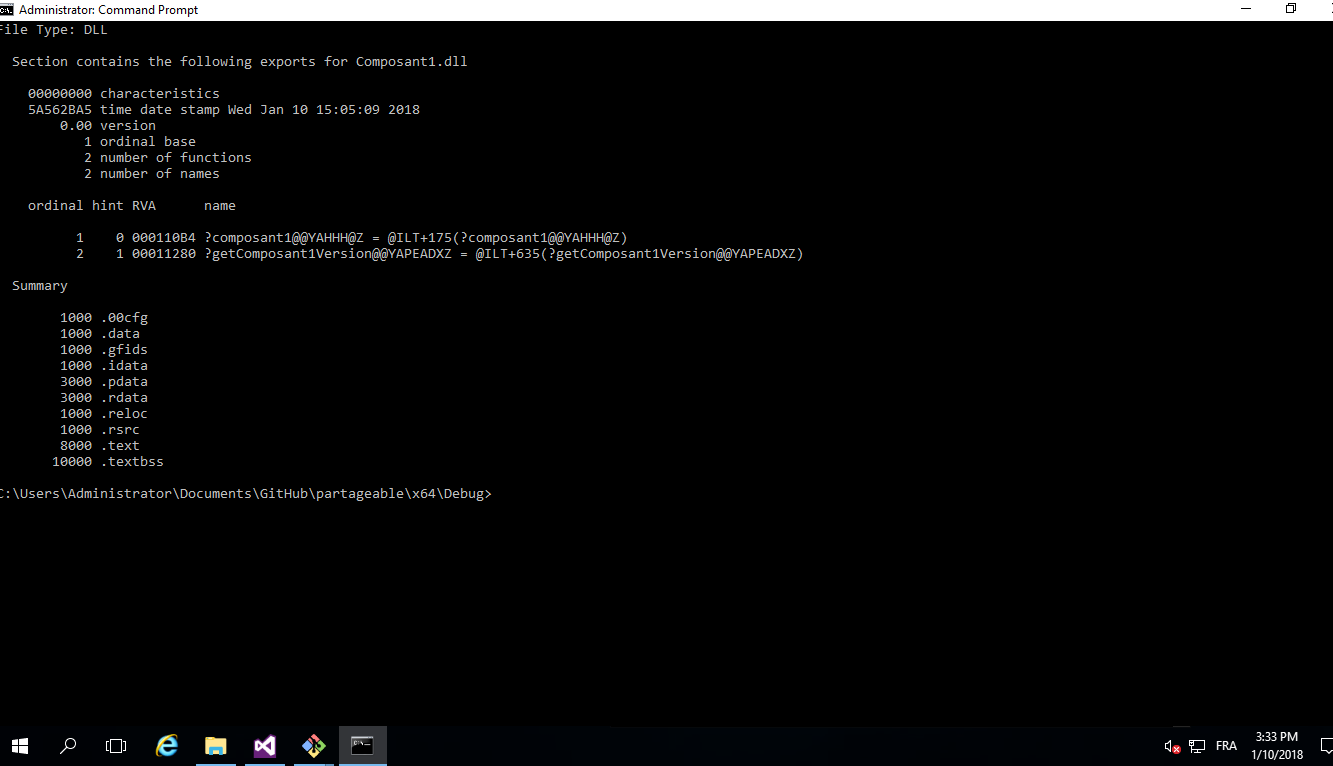 Administrator: Command Prompt
File Type: DLL
Section contains the following exports for Composant1.dll
00000000 characteristics
5A562BA5 time date stamp Wed Jan 10 15:05:09 2018
0.00 version
1 ordinal base
2 number of functions
2 number of names
ordinal hint RVA name
1 0 000110B4 ?composant1@@YAHHH@Z = @ILT+175(?composant1@@YAHHH@Z)
2 1 00011280 ?getComposant1Version@@YAPEADXZ = @ILT+635(?getComposant1Version@@YAPEADXZ)
Summary
1000 .00cfg
1000 .data
1000 .gfids
1000 .idata
3000 .pdata
3000 .rdata
1000 .reloc
1000 .rsrc
8000 .text
10000 .textbss
C:\Users\Administrator\Documents\GitHub\partageable\x64\Debug>
FRA
3:33 PM
1/10/2018